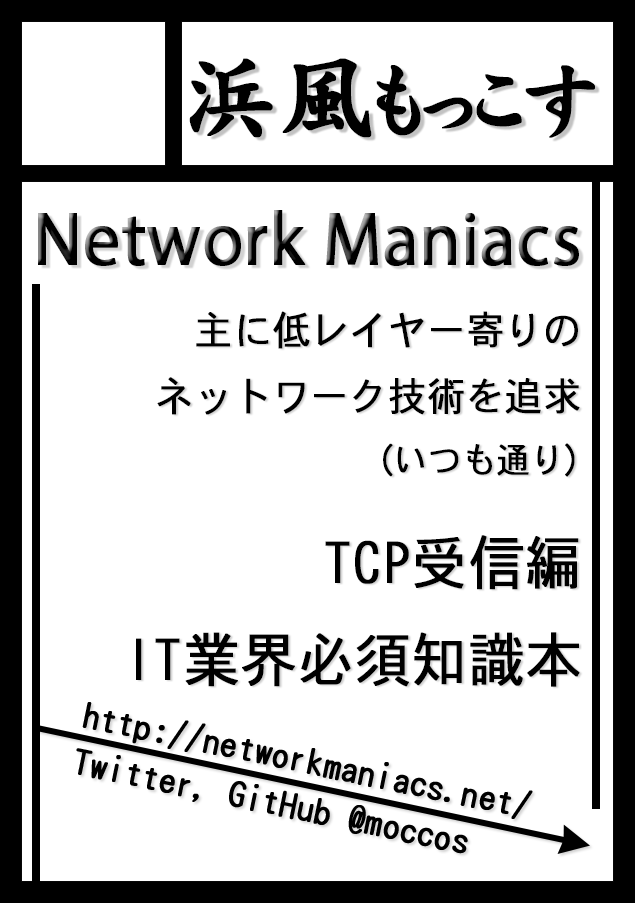 浜風もっこす
Network Maniacs
主に低レイヤー寄りの
ネットワーク技術を追求
(いつも通り)
TCP受信編
IT業界必須知識本
http://networkmaniacs.net/
Twitter, GitHub @moccos